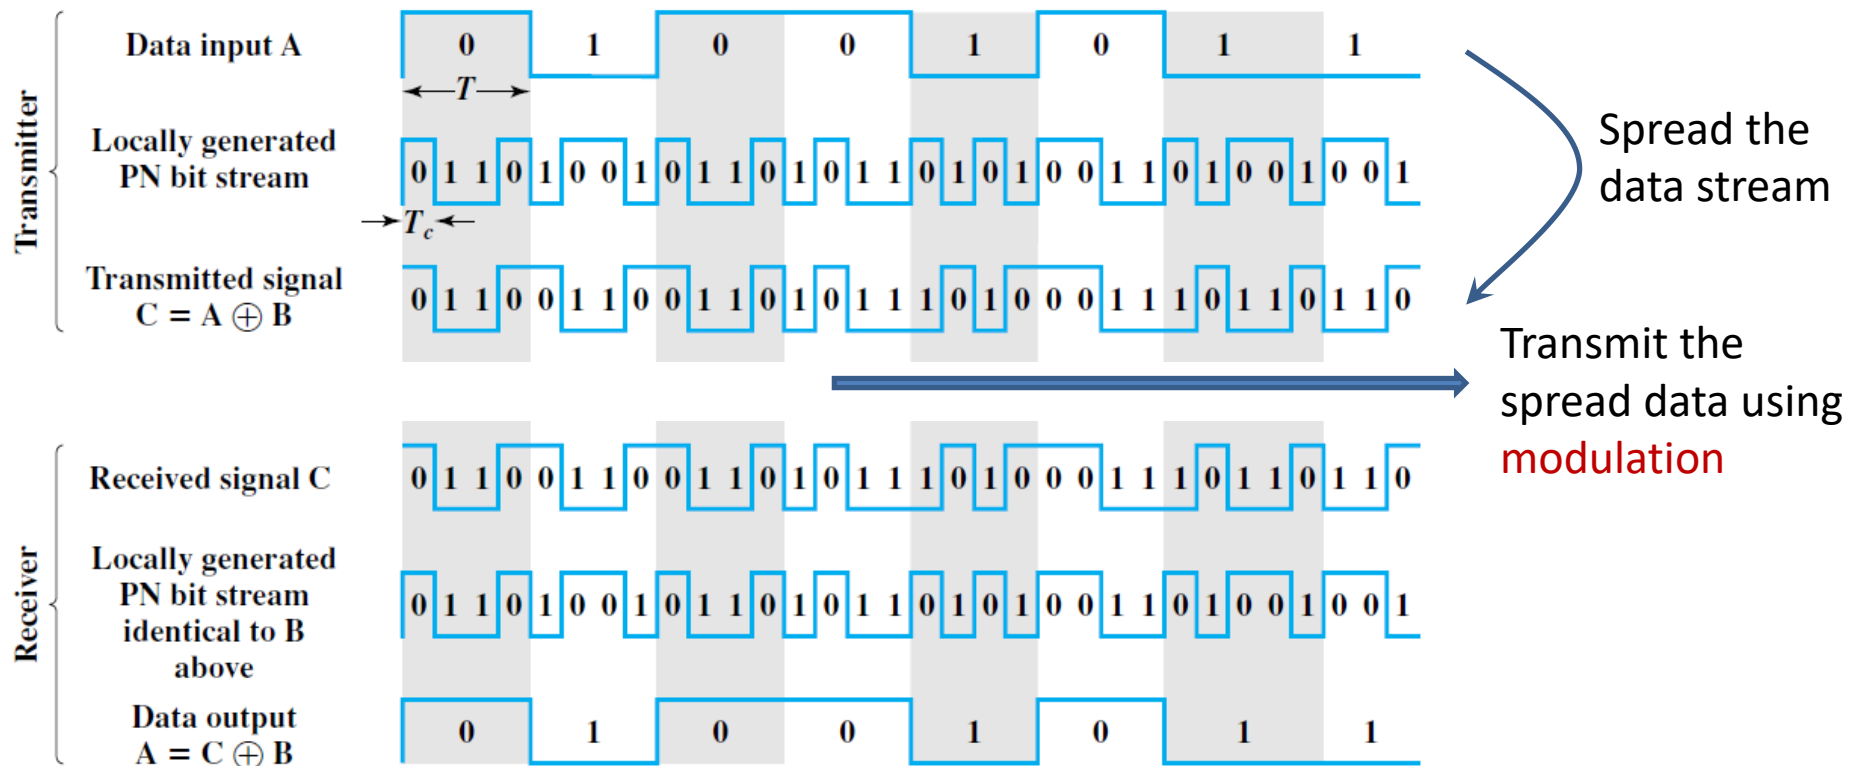 Transmitter
Data input A
0 1 0 0 1 0 1 1
T
Locally generated
PN bit stream
0 1 1 0 1 0 0 1 0 1 1 0 1 0 1 1 0 1 0 1 0 0 1 1 0 1 0 0 1 0 0 1
T c
Transmitted signal
C = A ⊕ B
0 1 1 0 0 1 1 0 0 1 1 0 1 0 1 1 1 0 1 0 0 0 1 1 1 0 1 1 0 1 1 0
Spread the
data stream
Transmit the
spread data using
modulation
Receiver
Received signal C
0 1 1 0 0 1 1 0 0 1 1 0 1 0 1 1 1 0 1 0 0 0 1 1 1 0 1 1 0 1 1 0
Locally generated
PN bit stream
identical to B
above
0 1 1 0 1 0 0 1 0 1 1 0 1 0 1 1 0 1 0 1 0 0 1 1 0 1 0 0 1 0 0 1
Data output
A = C ⊕ B
0 1 0 0 1 0 1 1